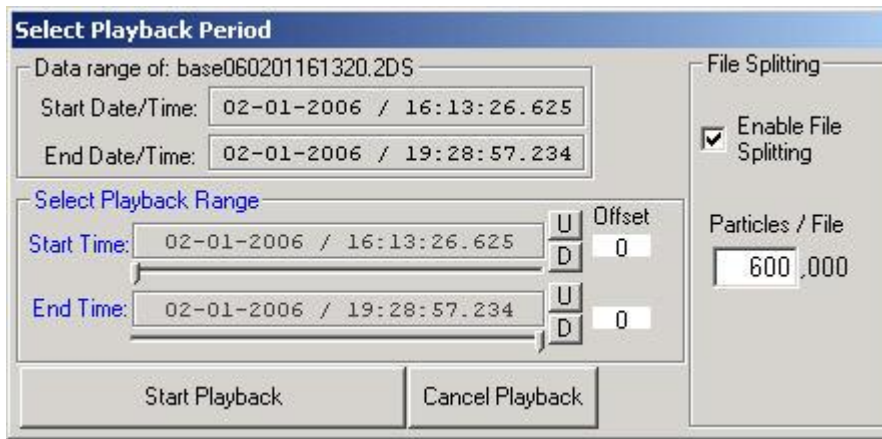 Select Playback Period
Data range of: base060201161320.2DS
Start Date/Time: 02-01-2006 / 16:13:26.625
End Date/Time: 02-01-2006 / 19:28:57.234
Select Playback Range
Offset
Start Time: 02-01-2006 / 16:13:26.625 U D 0
End Time: 02-01-2006 / 19:28:57.234 U D 0
Start Playback Cancel Playback
File Splitting
Enable File
Splitting
Particles / File
600 ,000